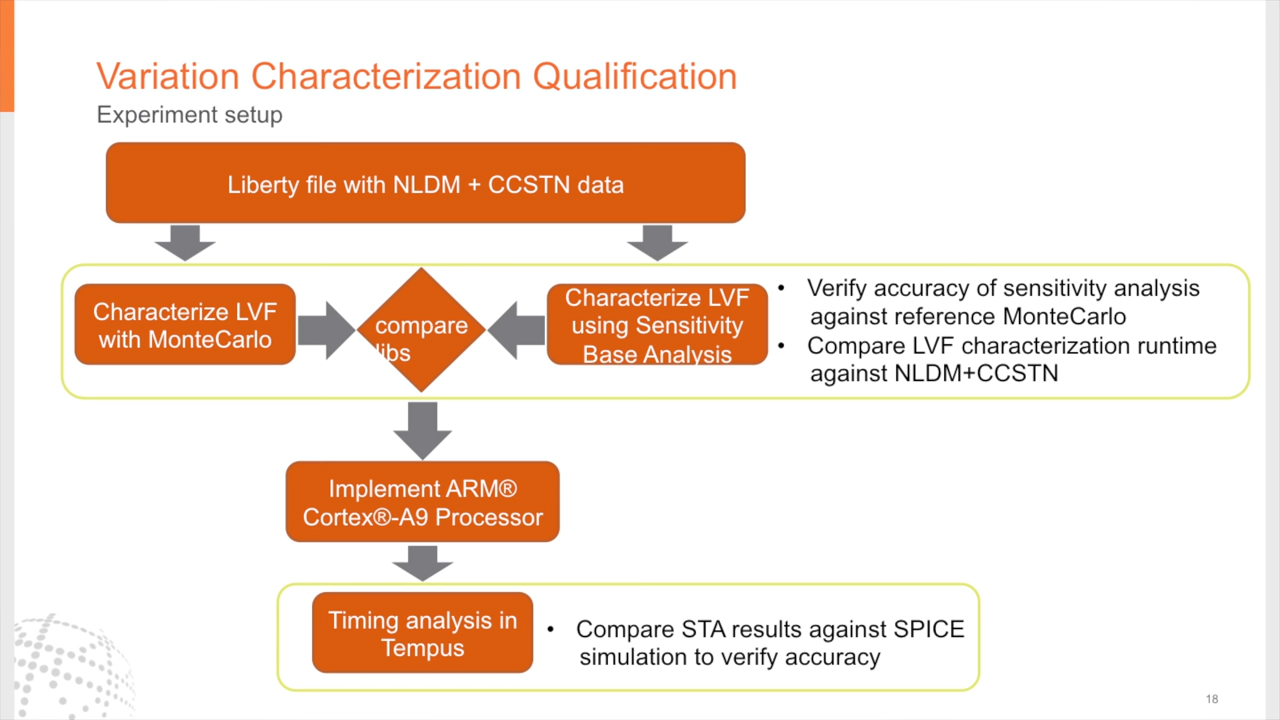 Variation Characterization Qualification
Experiment setup
Liberty file with NLDM + CCSTN data
Characterize LVF
with MonteCarlo
compare
libs
Characterize LVF
using Sensitivity
Base Analysis
• Verify accuracy of sensitivity analysis
against reference MonteCarlo
• Compare LVF characterization runtime
against NLDM+CCSTN
Implement ARM®
Cortex®-A9 Processor
Timing analysis in
Tempus
• Compare STA results against SPICE
simulation to verify accuracy
18